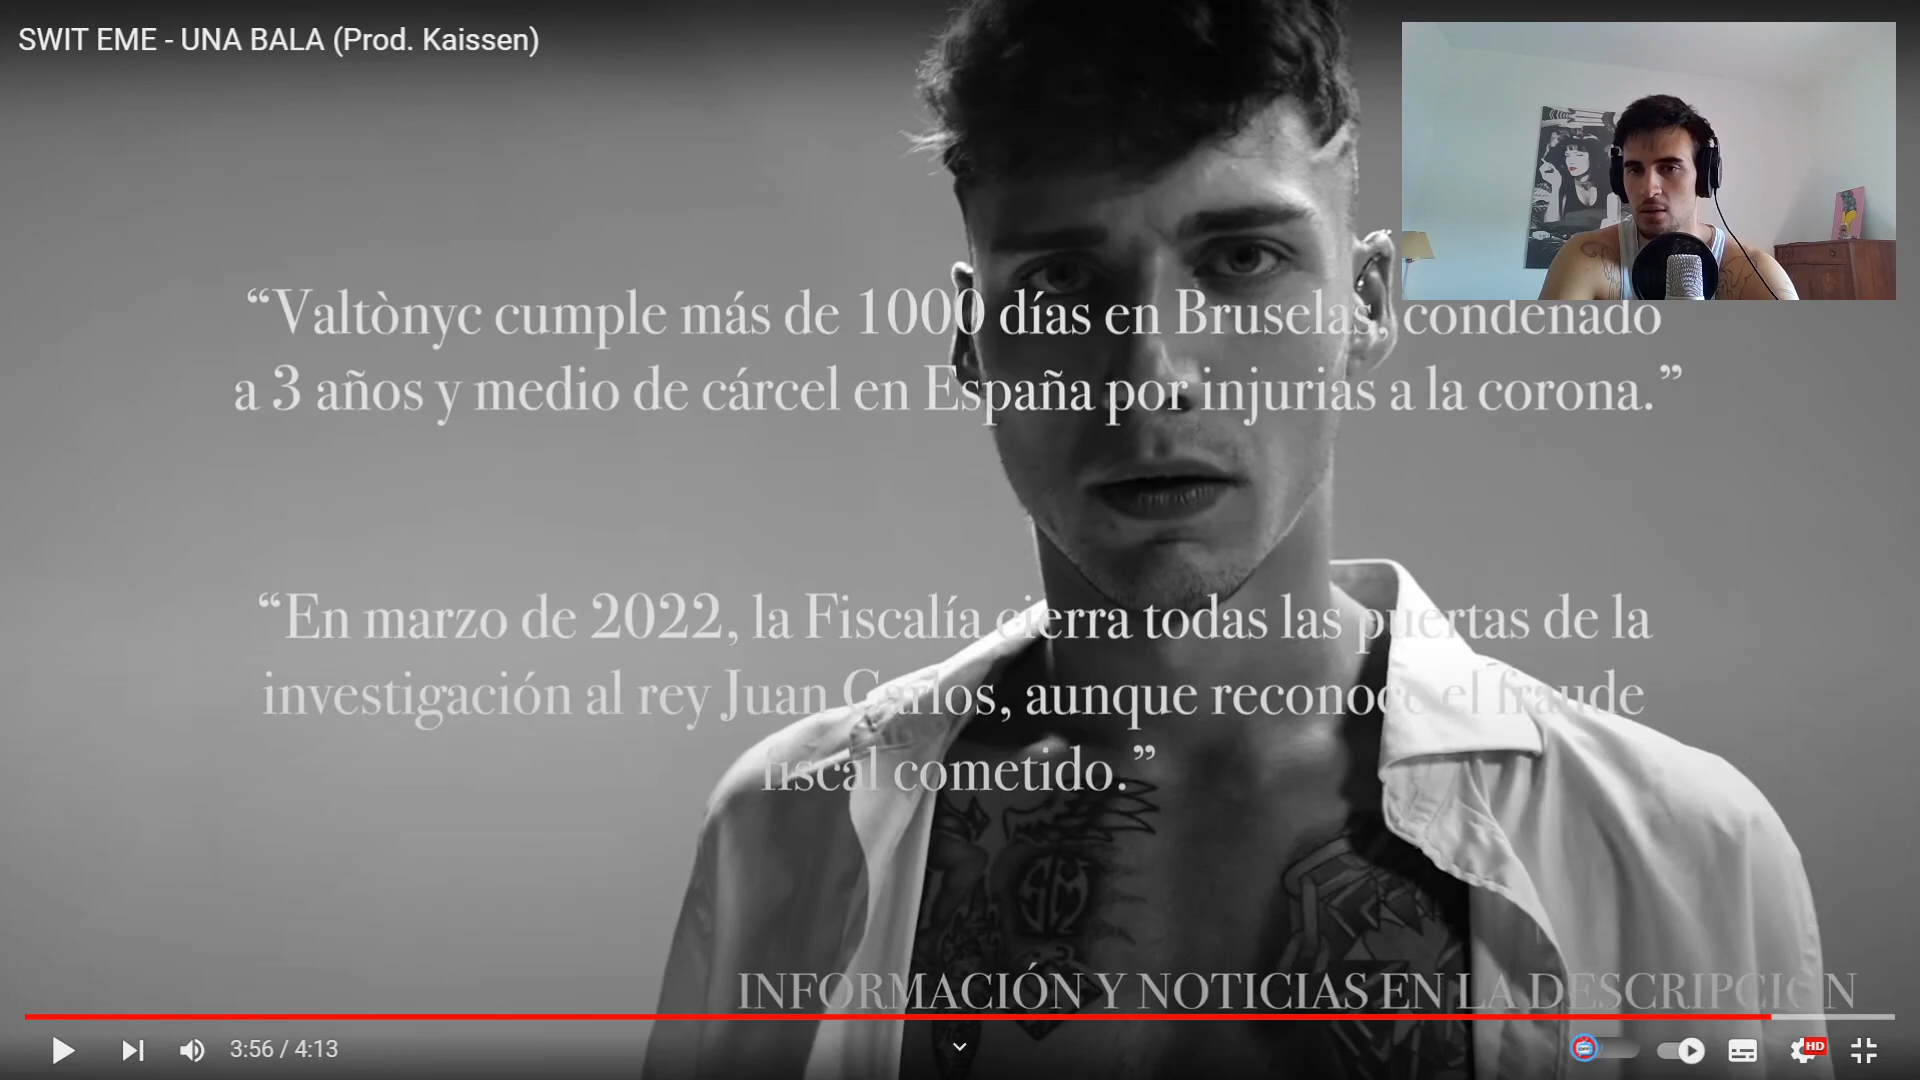 SWIT EME - UNA BALA (Prod. Kaissen)
“Valtònyc cumple más de 1000 días en Bruselas, condenado
a 3 años y medio de cárcel en España por injurias a la corona.”
“En marzo de 2022, la Fiscalía cierra todas las puertas de la
investigación al rey Juan Carlos, aunque reconoce el fraude
fiscal cometido.”
SM
INFORMACIÓN Y NOTICIAS EN LA DESCRIPCIÓN
3:56 / 4:13
HD